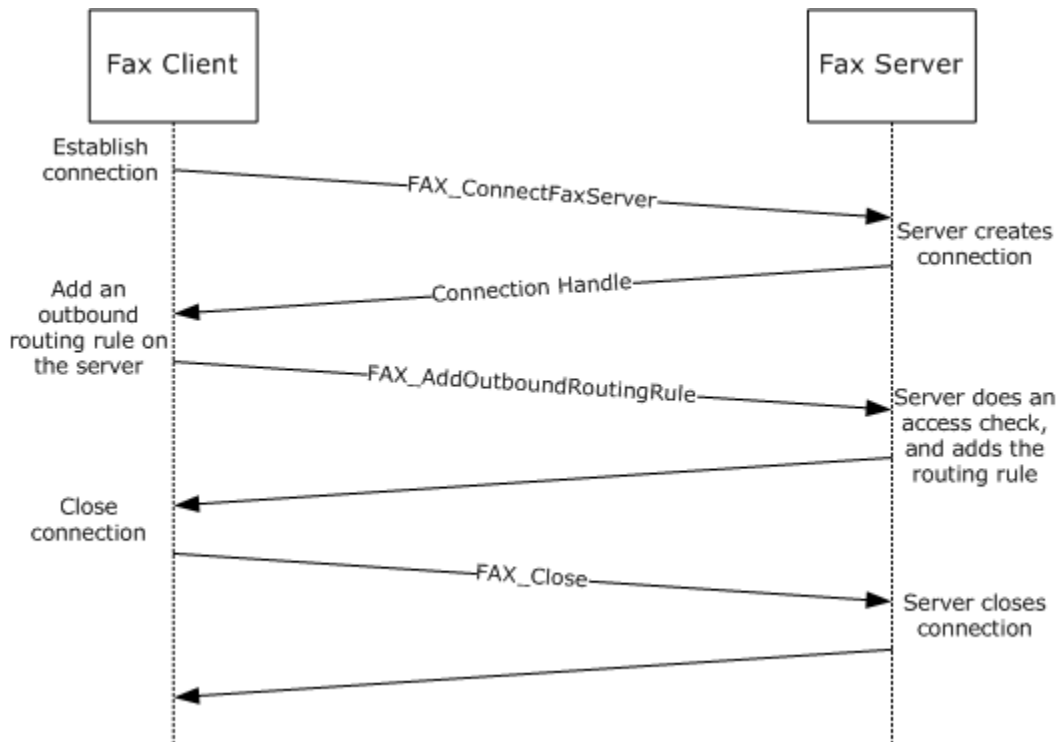 Fax Client
Fax Server
Establish
connection
FAX_ConnectFaxServer
Server creates
connection
Connection Handle
Add an
outbound
routing rule on
the server
FAX_AddOutboundRoutingRule
Server does an
access check,
and adds the
routing rule
Close
connection
FAX_Close
Server closes
connection